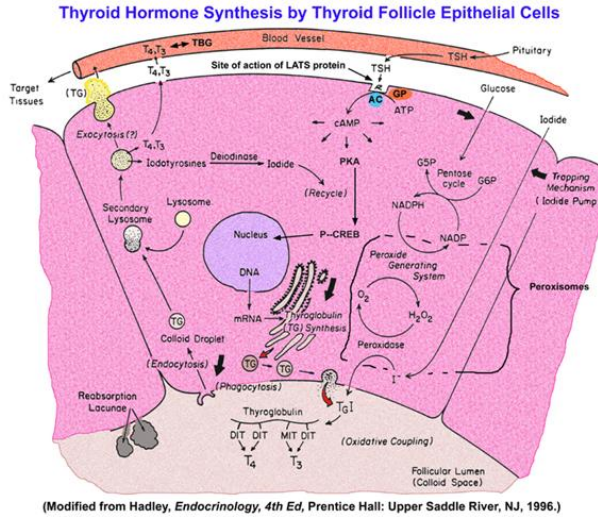 Thyroid Hormone Synthesis by Thyroid Follicle Epithelial Cells
Blood Vessel
T4,T3 TBG
T4,T3
TSH
TSH
Pituitary
Target
Tissues
(TG)
Site of action of LATS protein
R
AC
GP
ATP
Glucose
Iodide
Exocytosis(?)
T4,T3
cAMP
Iodotyrosines
Deiodinase
Iodide
(Recycle)
PKA
G5P
Pentose
cycle
G6P
NADPH
NADP
Trapping
Mechanism
(Iodide Pump)
Secondary
Lysosome
Lysosome
Nucleus
P–CREB
DNA
mRNA
Thyroglobulin
(TG) Synthesis
Peroxide
Generating
System
O2
H2O2
Peroxidase
I-
Peroxisomes
TG
Colloid Droplet
(Endocytosis)
(Phagocytosis)
TG
TG
TGI
Reabsorption
Lacunae
Thyroglobulin
DIT DIT MIT DIT
T4 T3
(Oxidative Coupling)
Follicular Lumen
(Colloid Space)
(Modified from Hadley, Endocrinology, 4th Ed, Prentice Hall: Upper Saddle River, NJ, 1996.)